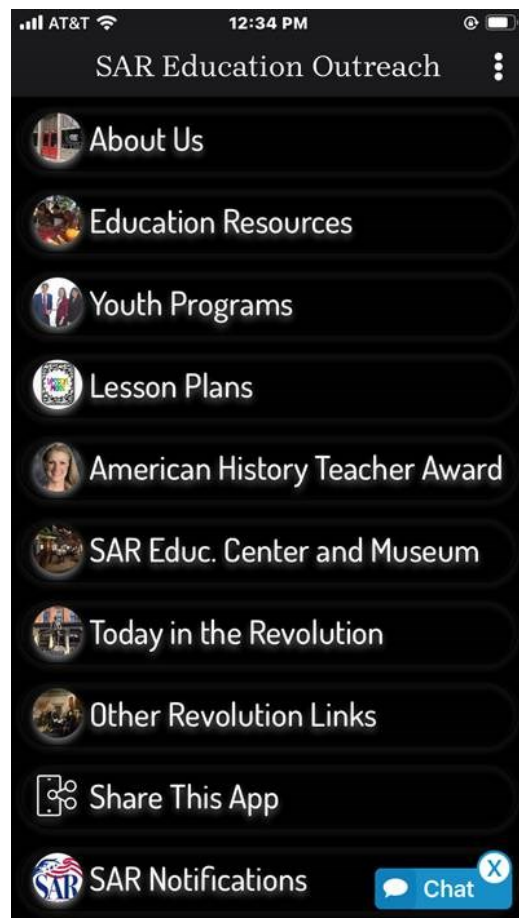 AT&T 12:34 PM
SAR Education Outreach
About Us
Education Resources
Youth Programs
Lesson Plans
American History Teacher Award
SAR Educ. Center and Museum
Today in the Revolution
Other Revolution Links
Share This App
SAR SAR Notifications
Chat X